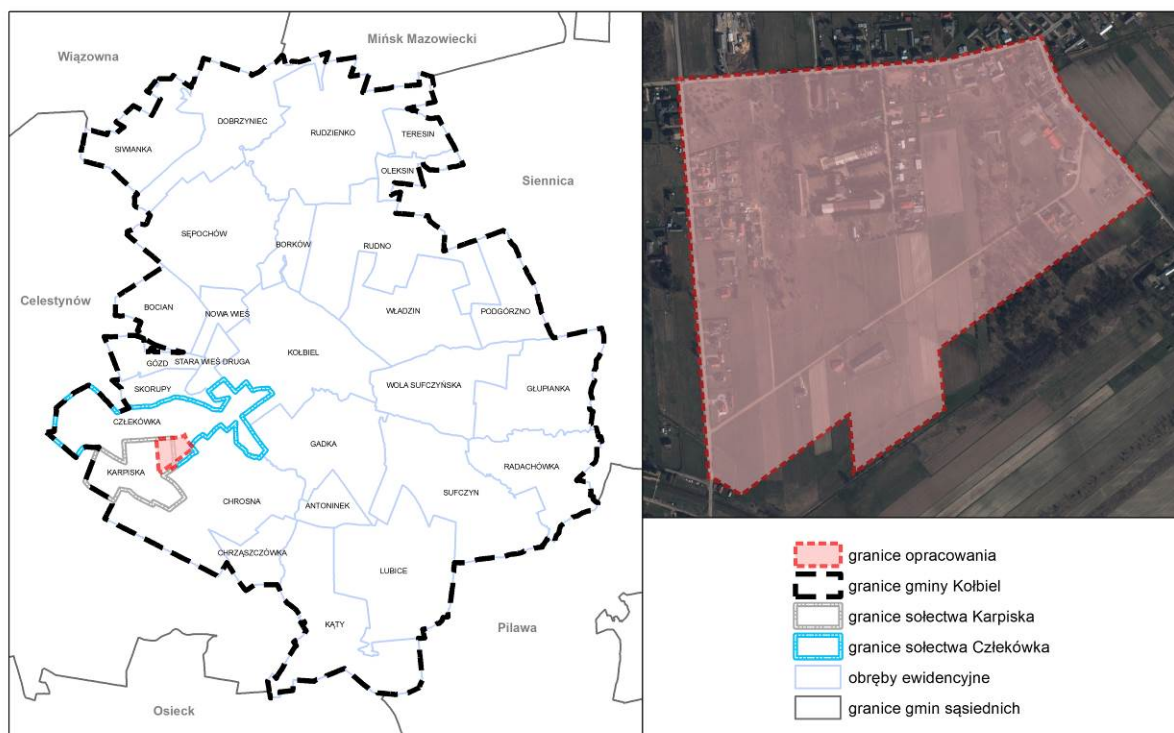 Wiązowna
Mińsk Mazowiecki
DOBRZYNIEC
RUDZIENKO
TERESIN
SIWIANKA
OLEKSIN
Siennica
SĘPOCHÓW
BORKÓW
RUDNO
Celestynów
BOCIAN
NOWA WIEŚ
WŁADZIN
PODGÓRZNO
KOŁBIEL
GÓZD
STARA WIEŚ DRUGA
SKORUPY
WOLA SUFCZYŃSKA
GŁUPIANKA
CZŁEKÓWKA
GADKA
KARPISKA
RADACHÓWKA
CHROSNA
ANTONINEK
SUFCZYN
CHRZĄSZCZÓWKA
LUBICE
KĄTY
Pilawa
Osieck
granice opracowania
granice gminy Kołbiel
granice sołectwa Karpiska
granice sołectwa Człekówka
obręby ewidencyjne
granice gmin sąsiednich